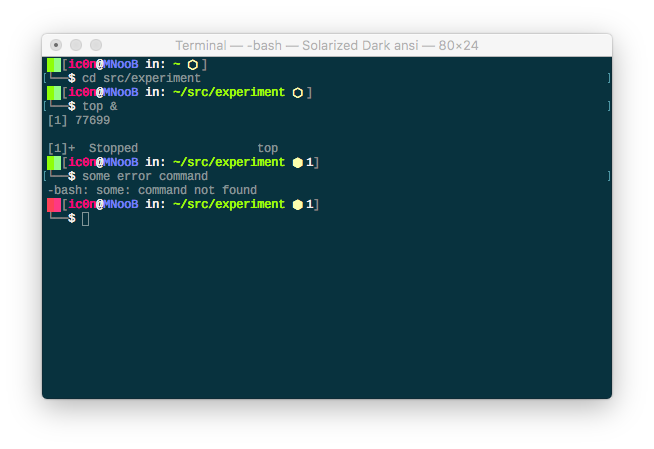 Terminal — -bash — Solarized Dark ansi — 80×24
[ic0n@MNooB in: ~ ⬡ ]
[└──$ cd src/experiment ]
[ic0n@MNooB in: ~/src/experiment ⬡ ]
[└──$ top & ]
[1] 77699
[1]+  Stopped                 top
[ic0n@MNooB in: ~/src/experiment ⬢ 1]
[└──$ some error command ]
-bash: some: command not found
[ic0n@MNooB in: ~/src/experiment ⬢ 1]
└──$